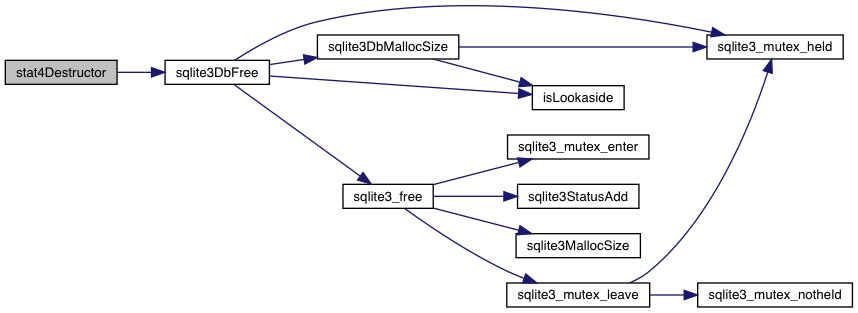 stat4Destructor
sqlite3DbFree
sqlite3DbMallocSize
sqlite3_mutex_held
isLookaside
sqlite3_mutex_enter
sqlite3_free
sqlite3StatusAdd
sqlite3MallocSize
sqlite3_mutex_leave
sqlite3_mutex_notheld